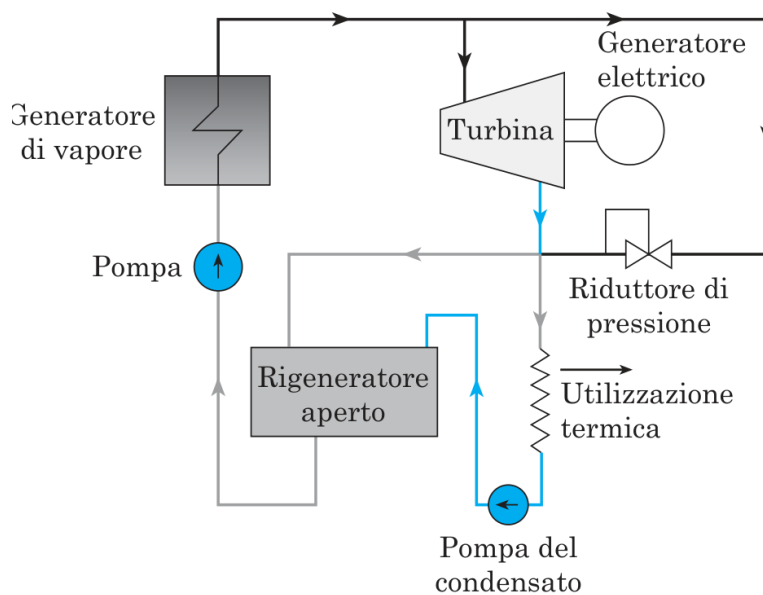 Generatore
elettrico
Generatore
di vapore
Turbina
Pompa
Riduttore di
pressione
Rigeneratore
aperto
Utilizzazione
termica
Pompa del
condensato